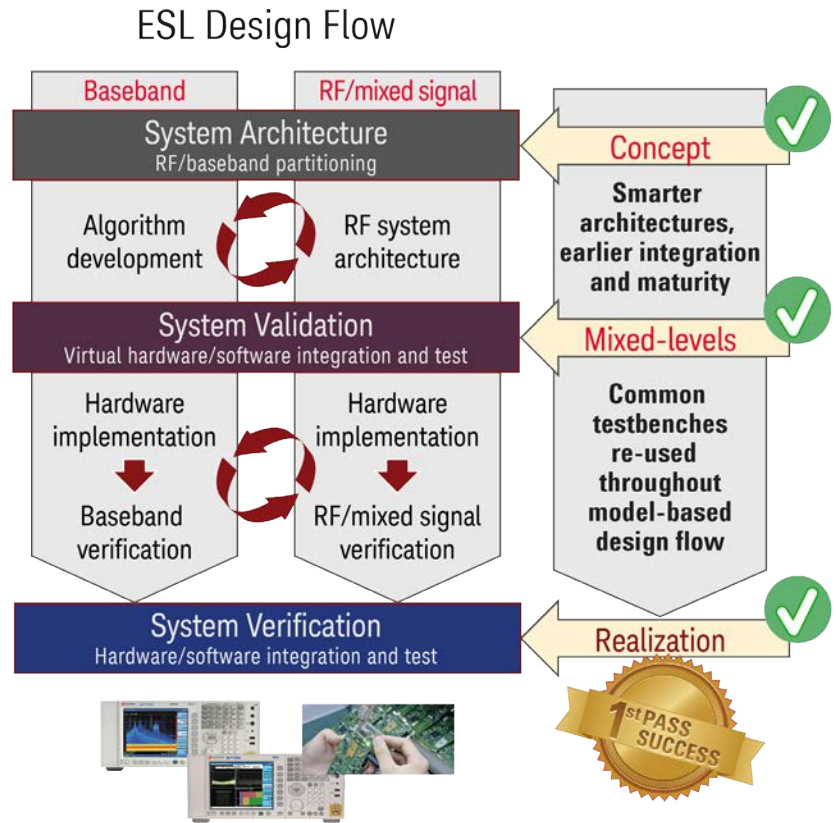 ESL Design Flow
Baseband
RF/mixed signal
System Architecture
RF/baseband partitioning
Concept
Algorithm
development
RF system
architecture
Smarter
architectures,
earlier integration
and maturity
System Validation
Virtual hardware/software integration and test
Mixed-levels
Hardware
implementation
Hardware
implementation
Baseband
verification
RF/mixed signal
verification
Common
testbenches
re-used
throughout
model-based
design flow
System Verification
Hardware/software integration and test
Realization
1st PASS
SUCCESS